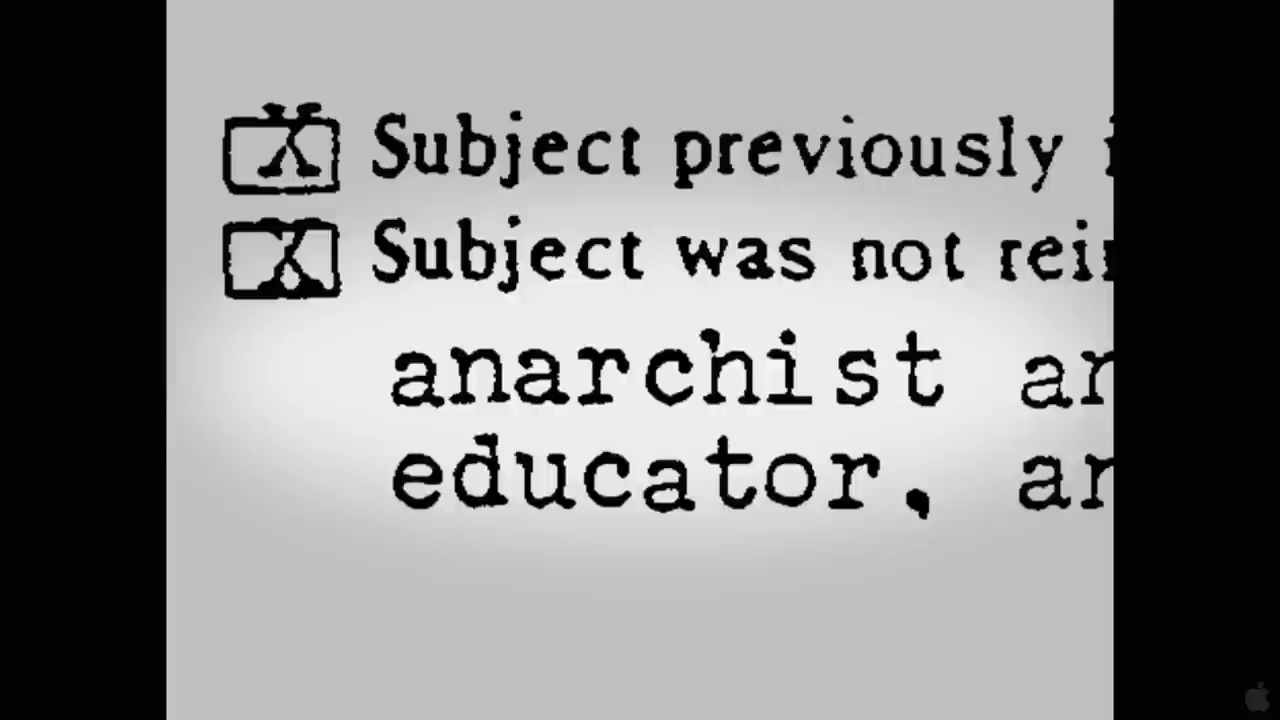 ☒ Subject previously
☒ Subject was not
anarchist
educator,